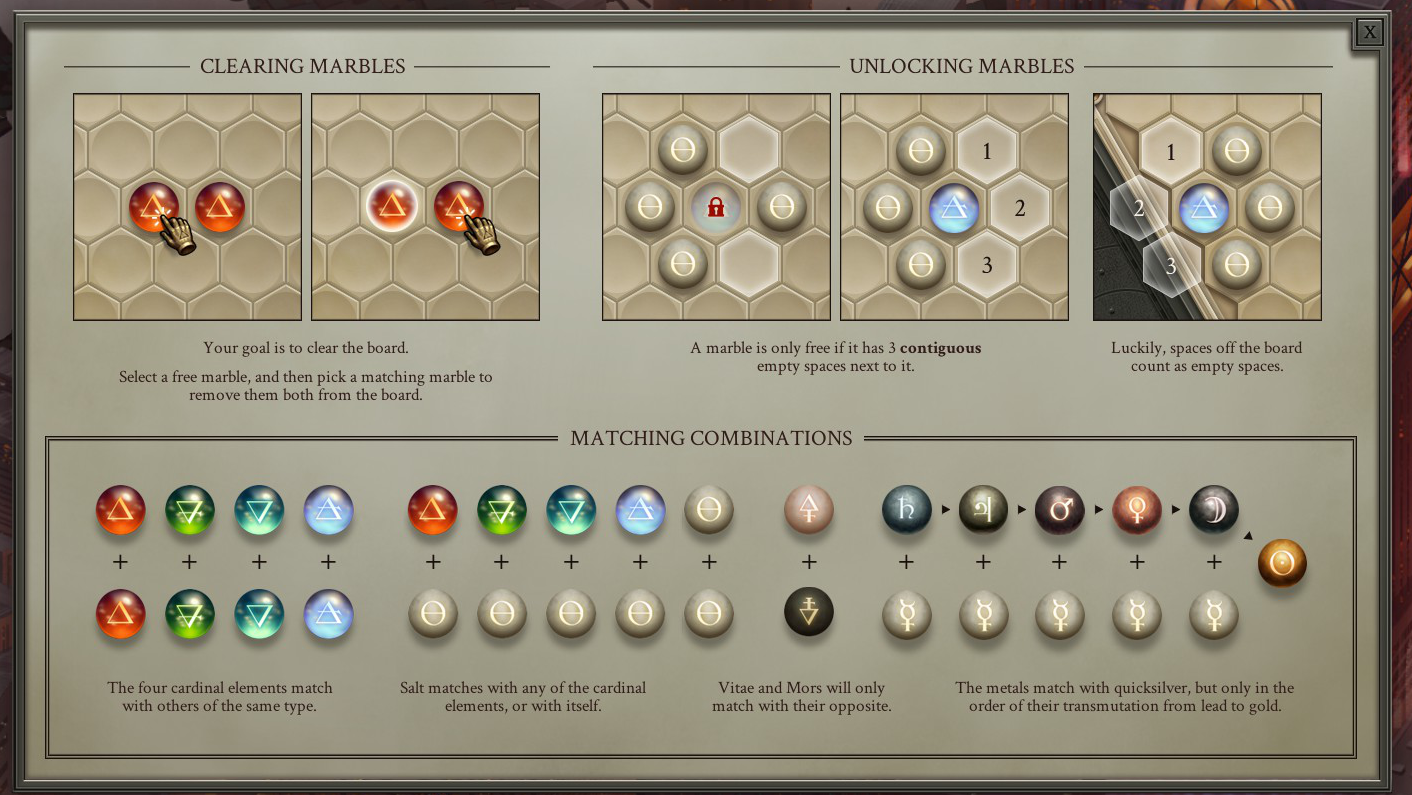 X
CLEARING MARBLES
Your goal is to clear the board.
Select a free marble, and then pick a matching marble to
remove them both from the board.
UNLOCKING MARBLES
1
2
3
1
2
3
A marble is only free if it has 3 contiguous
empty spaces next to it.
Luckily, spaces off the board
count as empty spaces.
MATCHING COMBINATIONS
+ + + +
+ + + + +
+
+ + + + +
The four cardinal elements match
with others of the same type.
Salt matches with any of the cardinal
elements, or with itself.
Vitae and Mors will only
match with their opposite.
The metals match with quicksilver, but only in the
order of their transmutation from lead to gold.